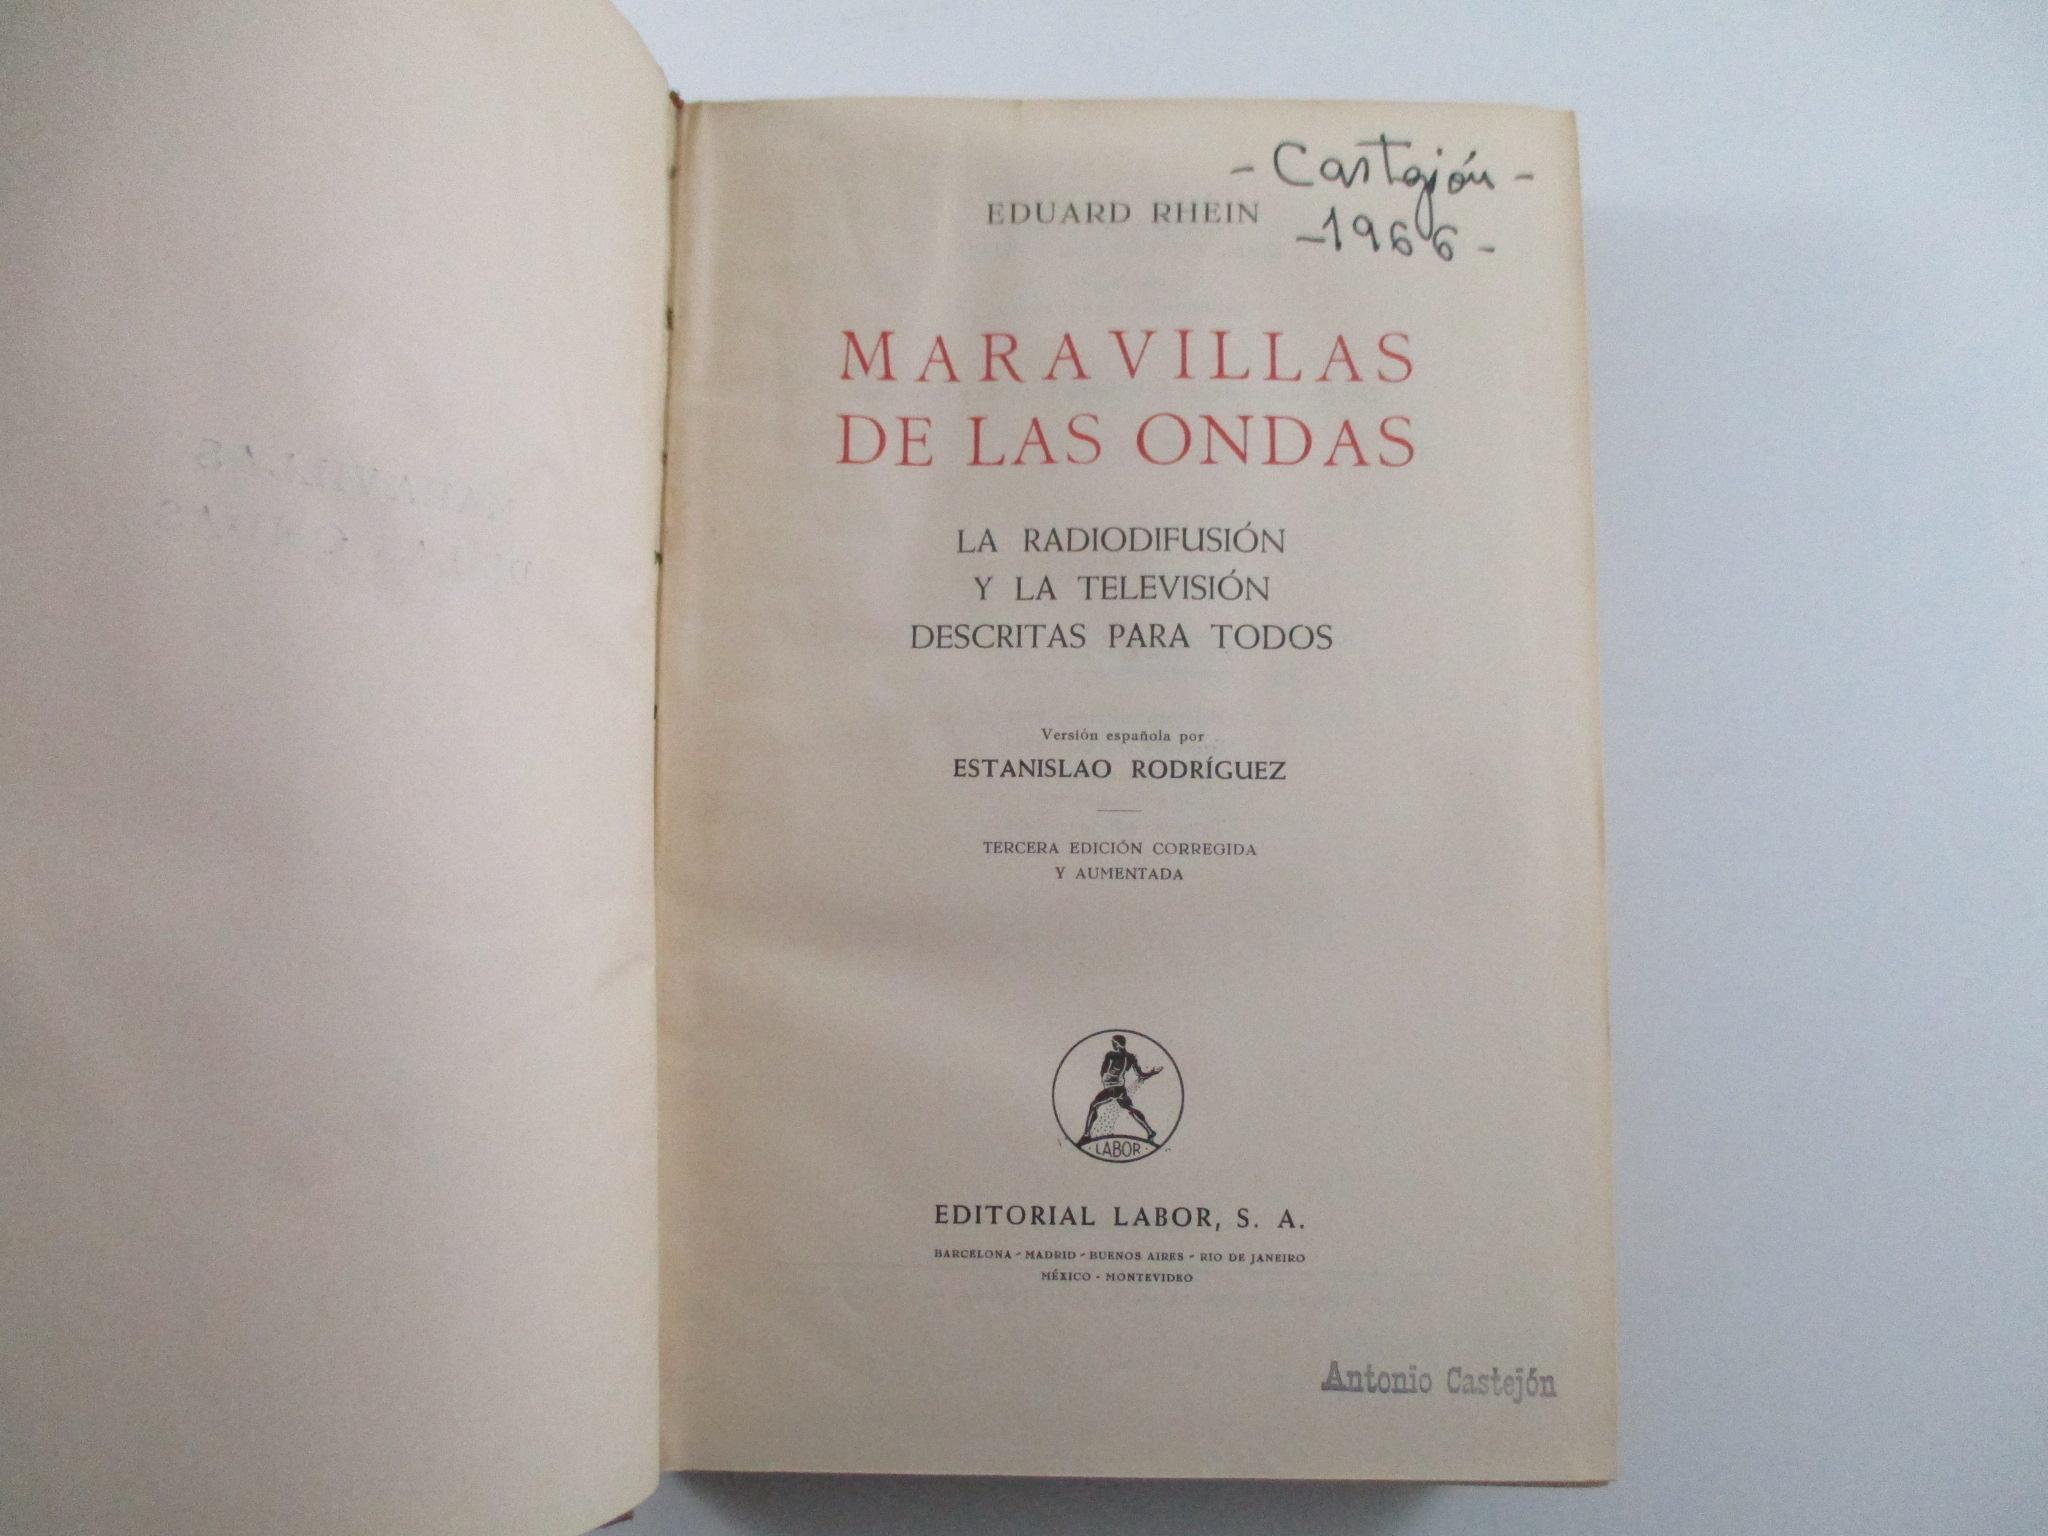 - Castejón -
EDUARD RHEIN
-1966-
MARAVILLAS
DE LAS ONDAS
LA RADIODIFUSIÓN
Y LA TELEVISIÓN
DESCRITAS PARA TODOS
Versión española por
ESTANISLAO RODRÍGUEZ
TERCERA EDICIÓN CORREGIDA
Y AUMENTADA
LABOR
EDITORIAL LABOR, S. A.
BARCELONA - MADRID - BUENOS AIRES - RIO DE JANEIRO
MÉXICO - MONTEVIDEO
Antonio Castejón